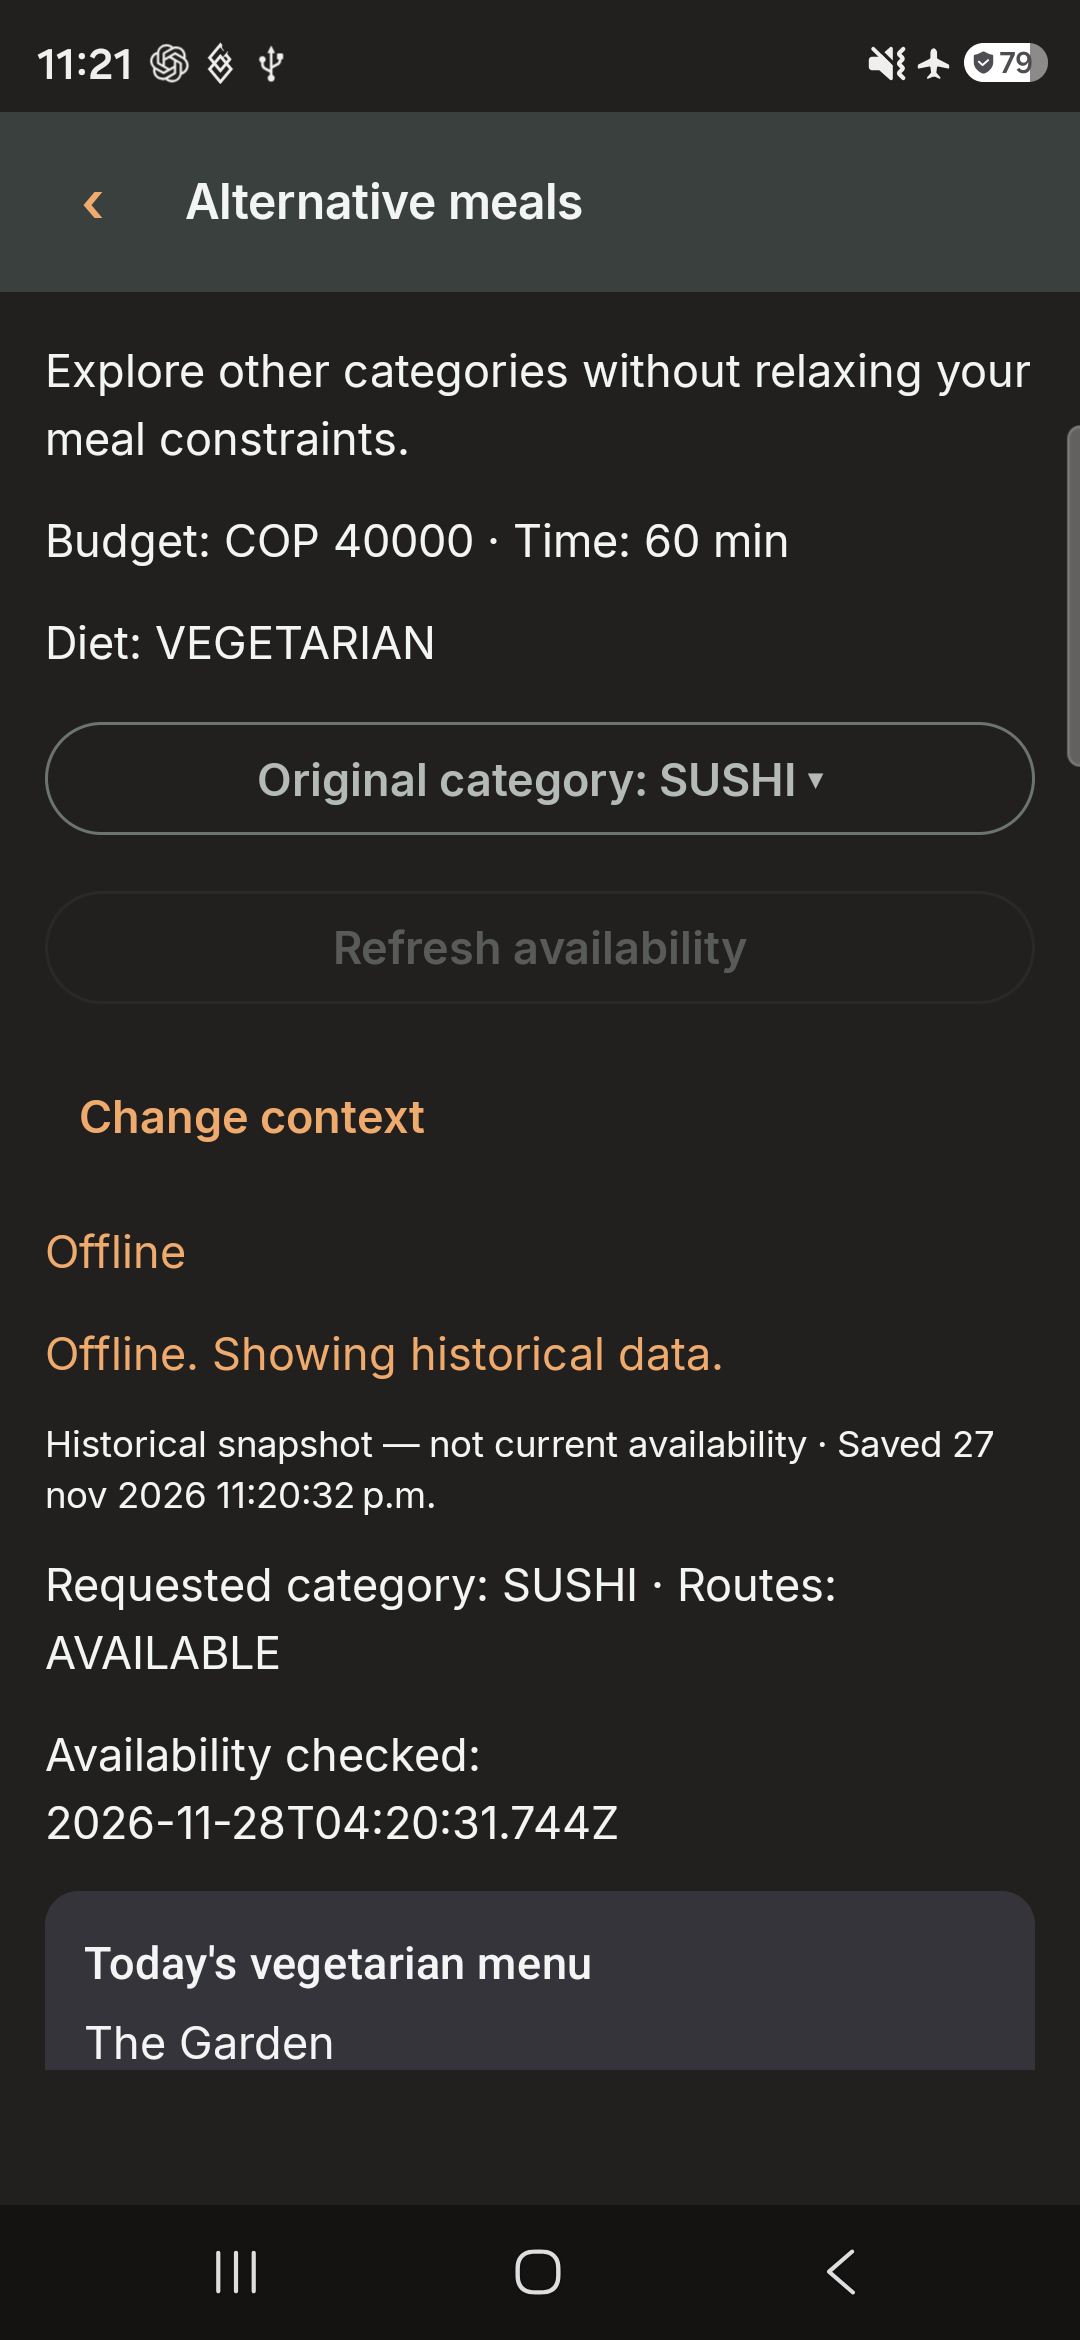 11:21
79
‹ Alternative meals
Explore other categories without relaxing your
meal constraints.
Budget: COP 40000 · Time: 60 min
Diet: VEGETARIAN
Original category: SUSHI ▾
Refresh availability
Change context
Offline
Offline. Showing historical data.
Historical snapshot — not current availability · Saved 27
nov 2026 11:20:32 p.m.
Requested category: SUSHI · Routes:
AVAILABLE
Availability checked:
2026-11-28T04:20:31.744Z
Today's vegetarian menu
The Garden